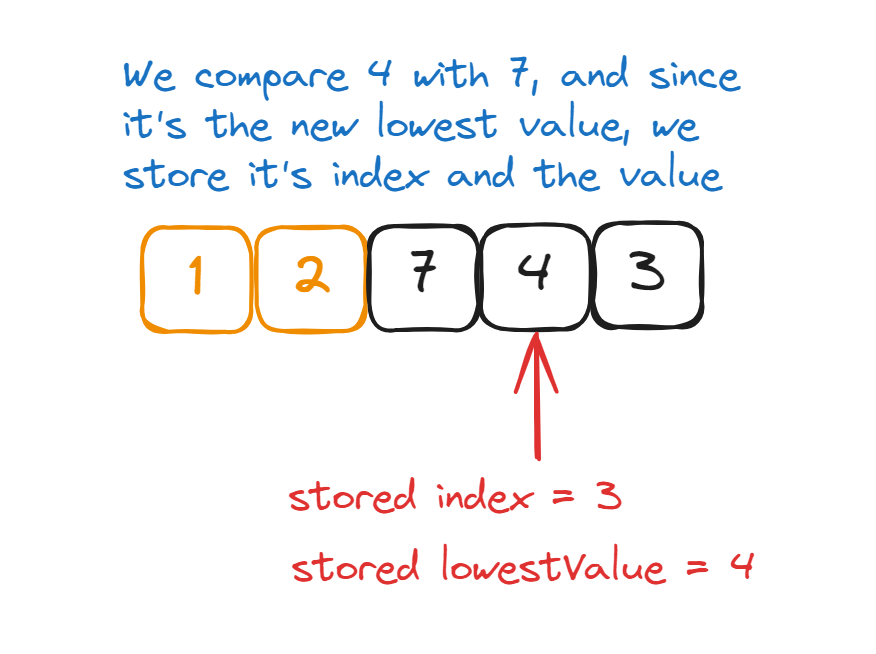 We compare 4 with 7, and since
it's the new lowest value, we
store it's index and the value
1 2 7 4 3
stored index = 3
stored lowestValue = 4